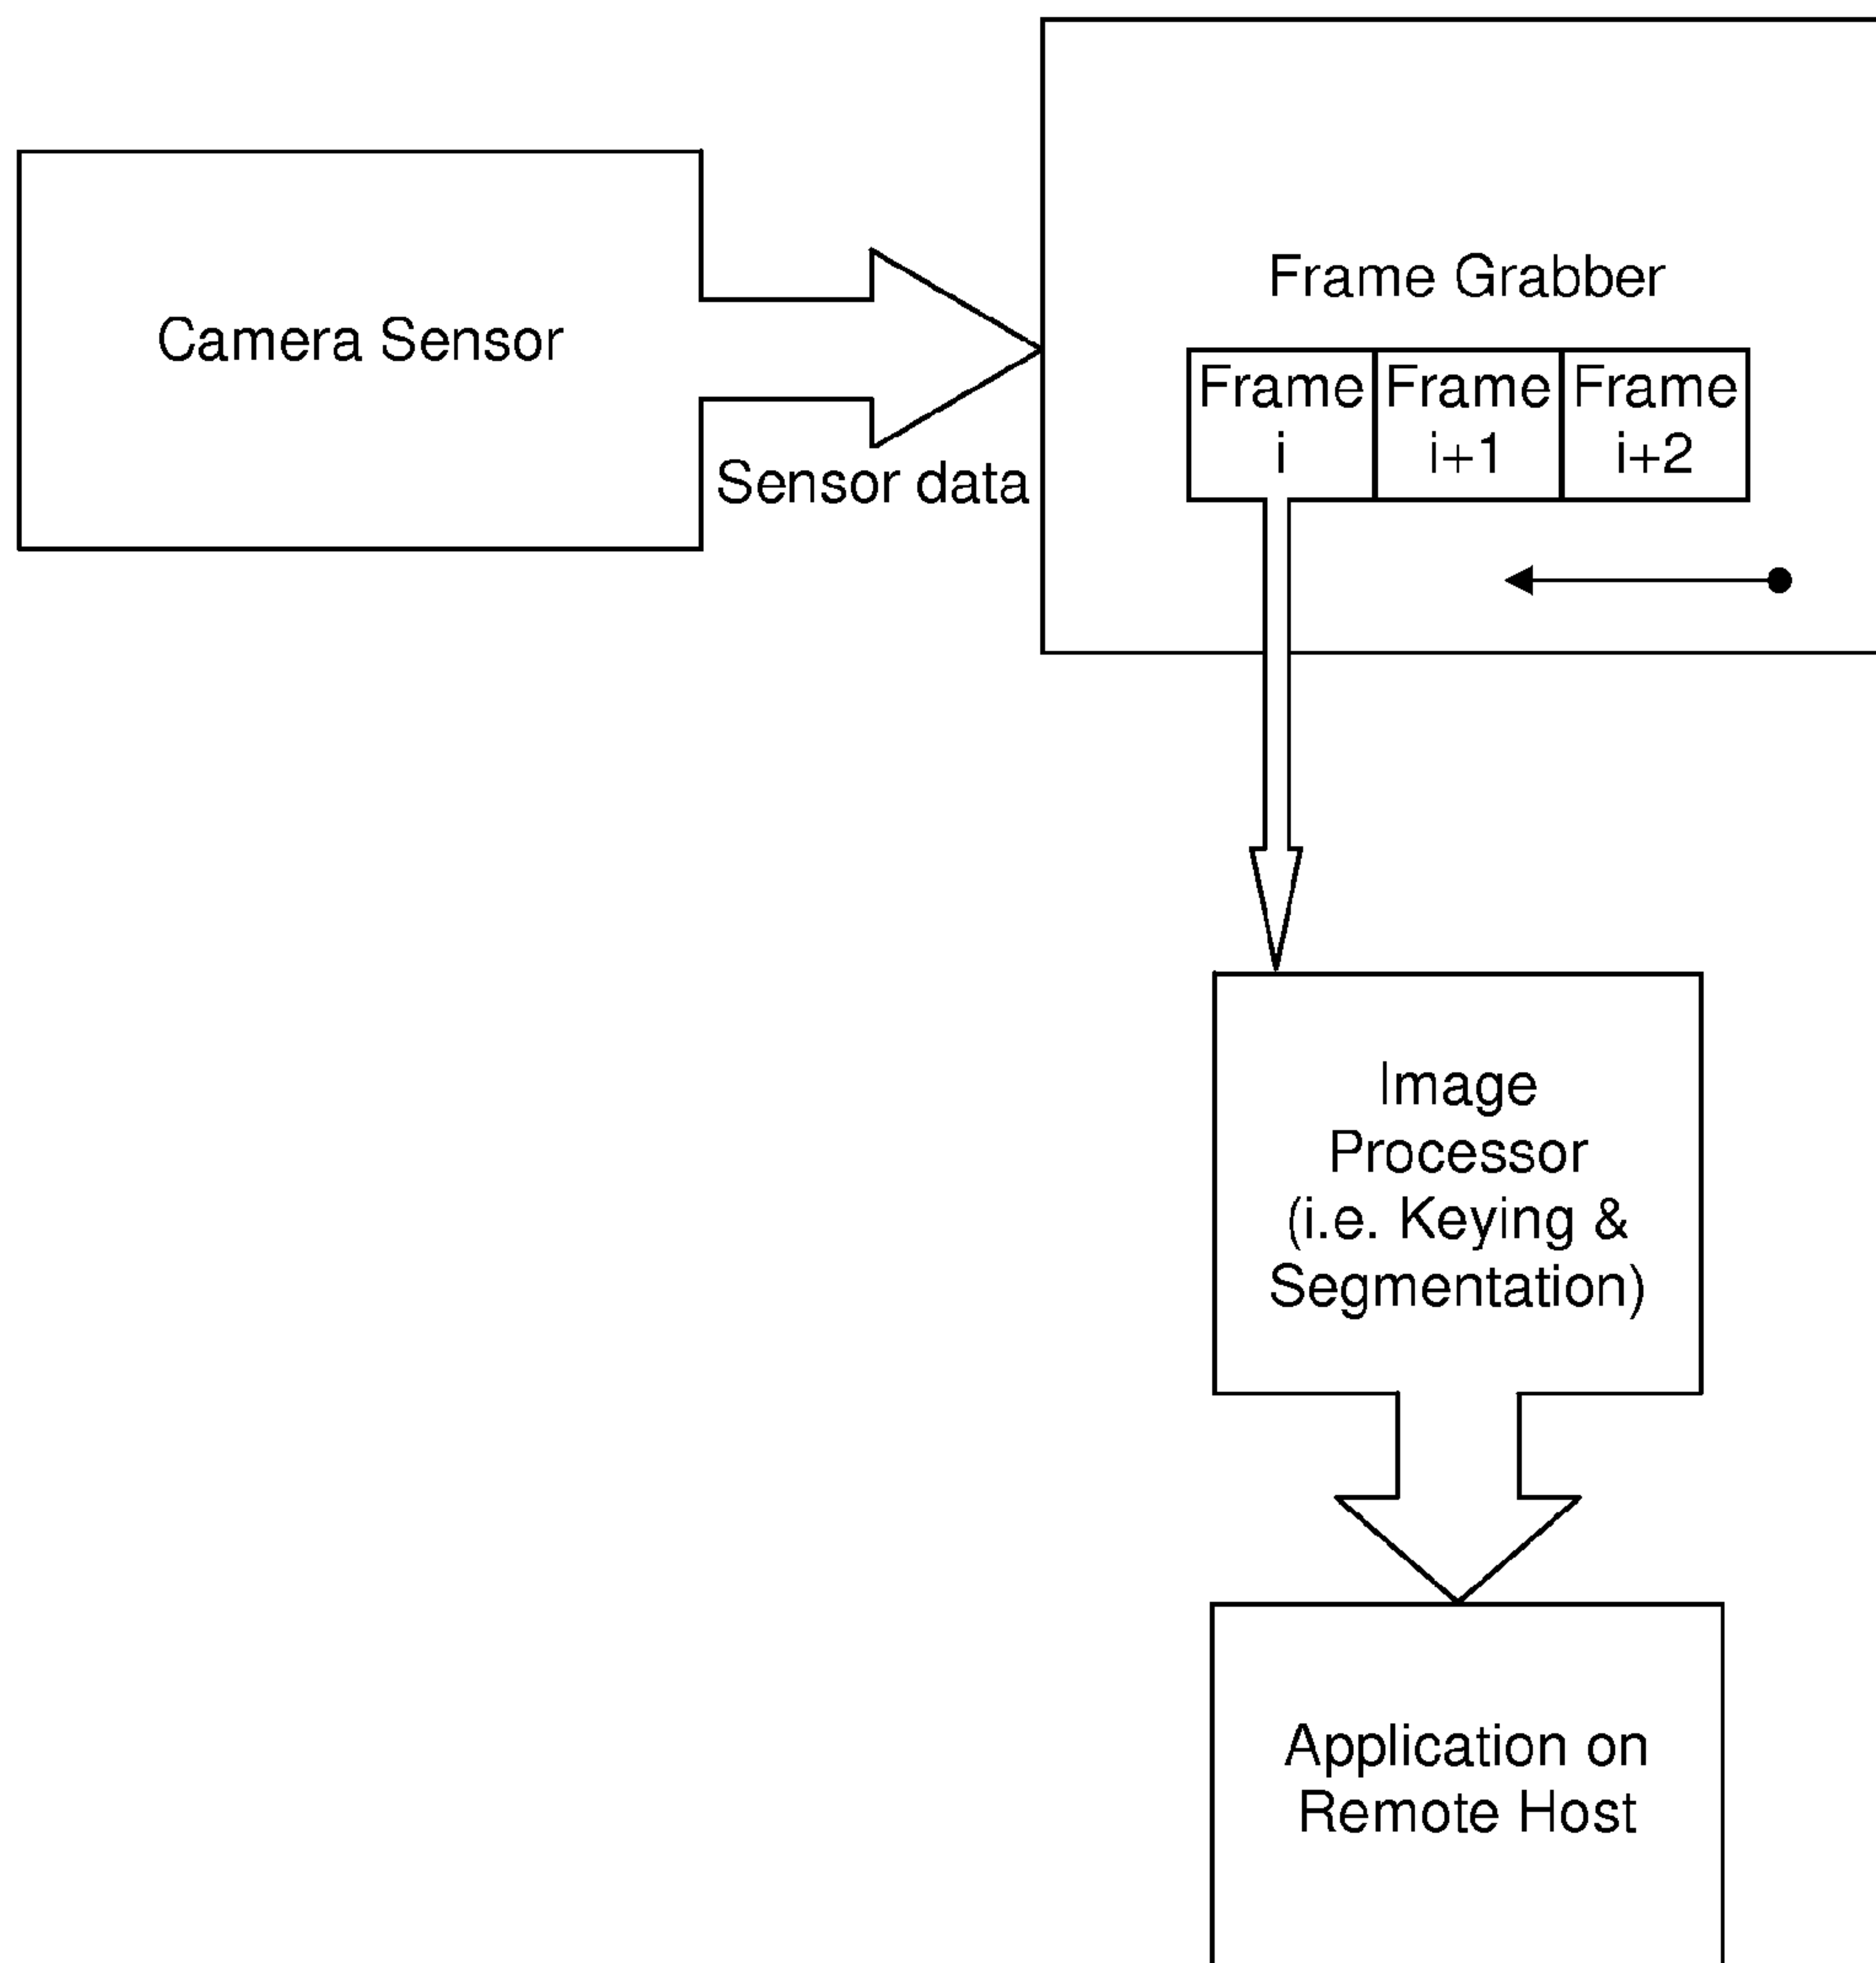 Camera Sensor
Sensor data
Frame Grabber
Frame Frame Frame
i i+1 i+2
Image
Processor
(i.e. Keying &
Segmentation)
Application on
Remote Host